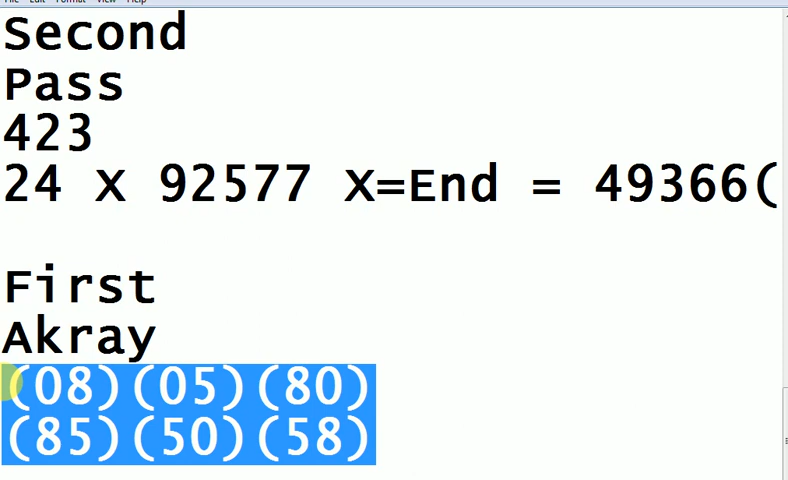 Second
Pass
423
24 X 92577 X=End = 49366(
First
Akray
(08)(05)(80)
(85)(50)(58)